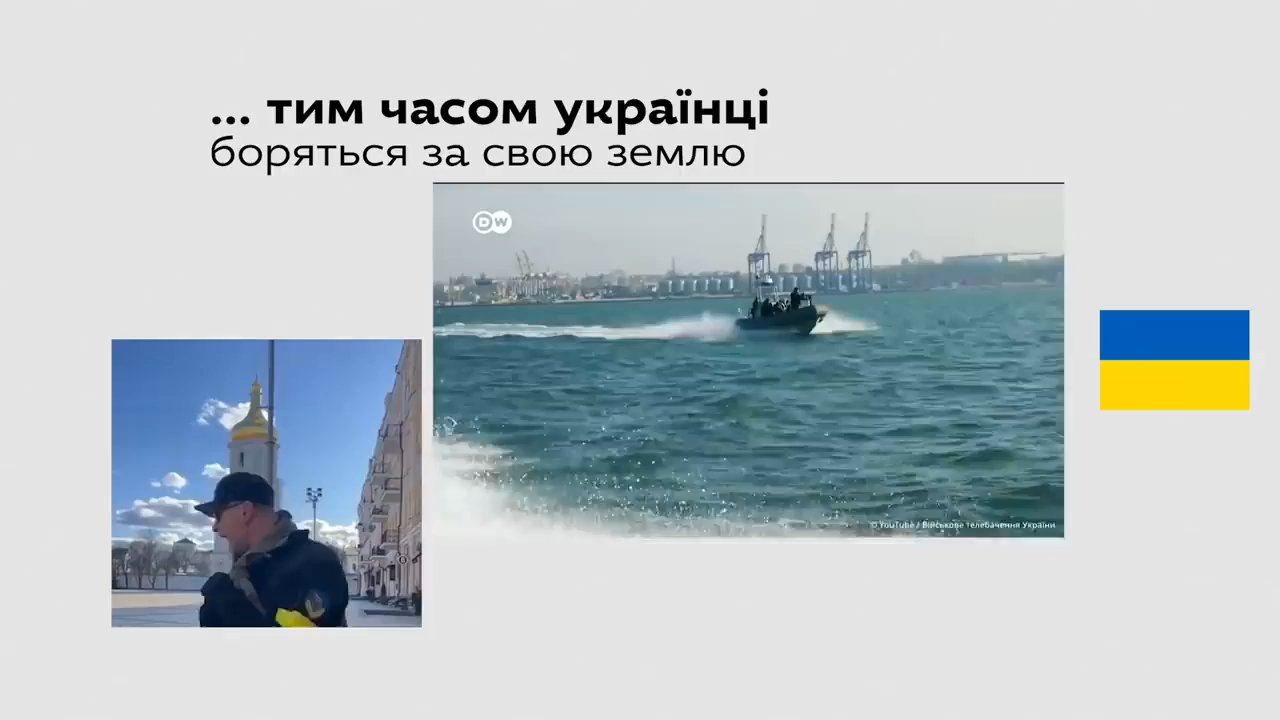 ... тим часом українці
боряться за свою землю
DW
© YouTube / Військове телебачення України